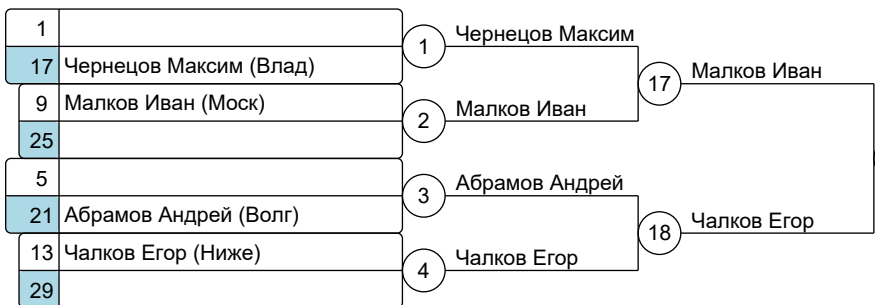 1
17 Чернецов Максим (Влад)
9 Малков Иван (Моск)
25
5
21 Абрамов Андрей (Волг)
13 Чалков Егор (Ниже)
29
1 Чернецов Максим
2 Малков Иван
3 Абрамов Андрей
4 Чалков Егор
17 Малков Иван
18 Чалков Егор